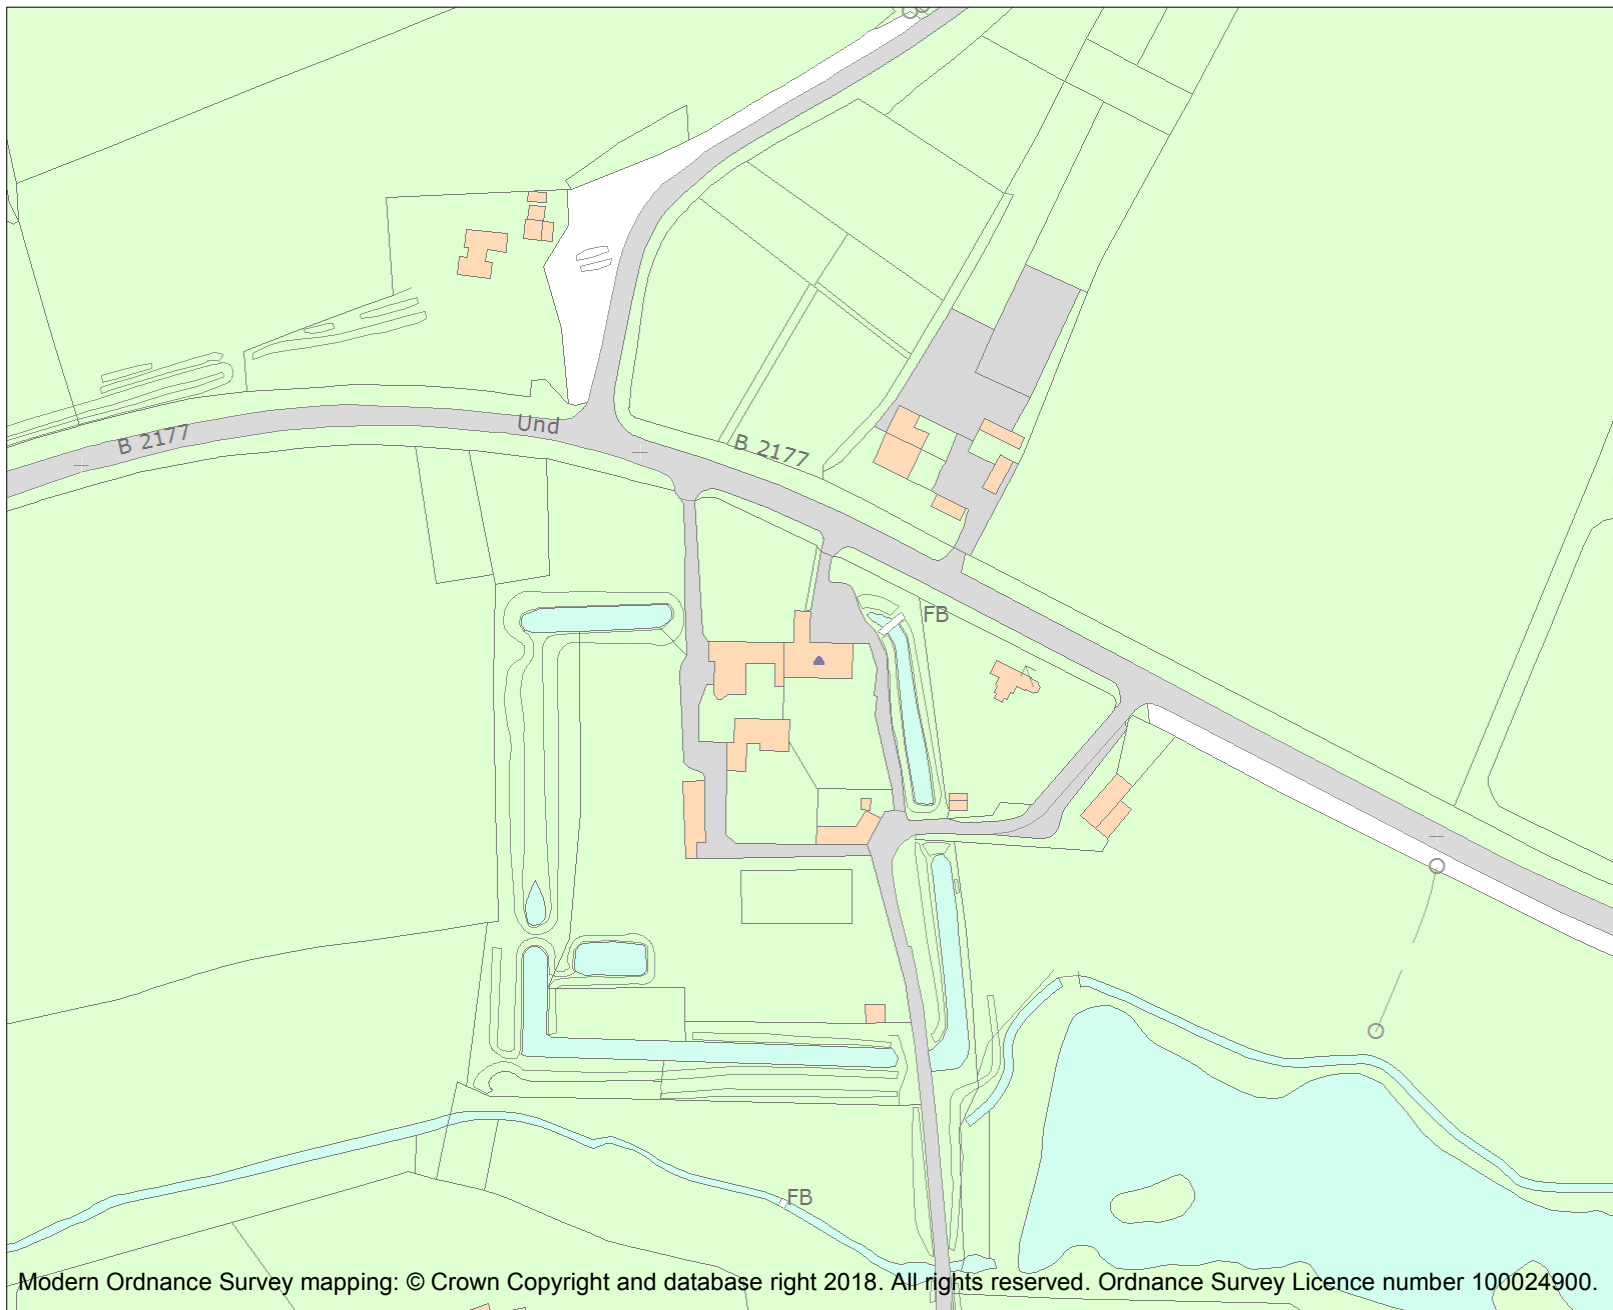 B 2177
Und
B 2177
FB
FB
Modern Ordnance Survey mapping: © Crown Copyright and database right 2018. All rights reserved. Ordnance Survey Licence number 100024900.